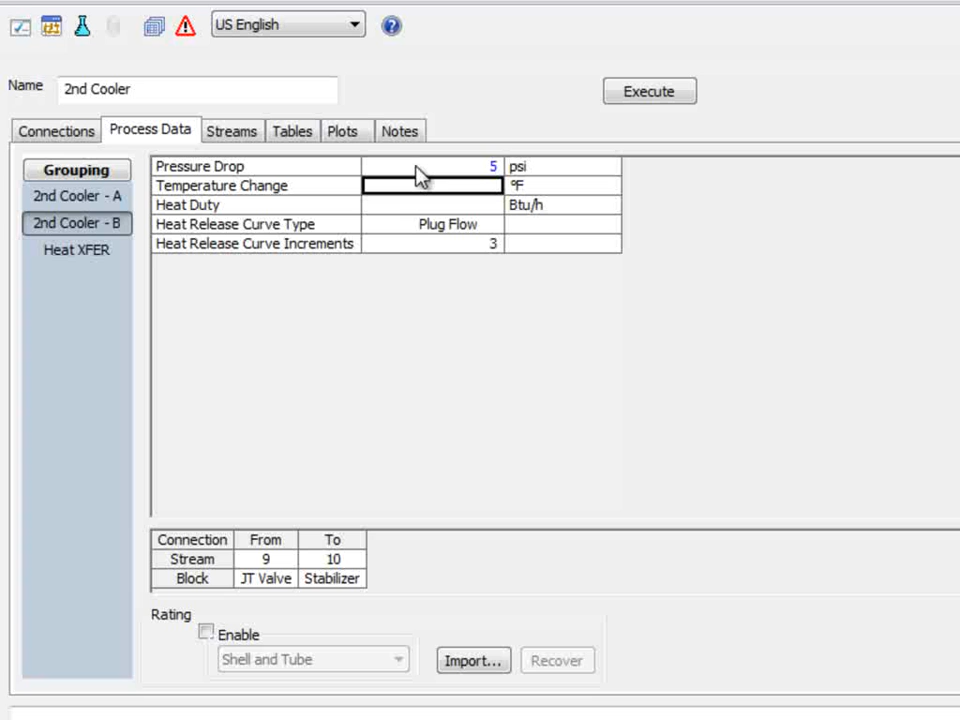 US English
Name 2nd Cooler Execute
Connections Process Data Streams Tables Plots Notes
Grouping
2nd Cooler - A
2nd Cooler - B
Heat XFER
Pressure Drop 5 psi
Temperature Change °F
Heat Duty Btu/h
Heat Release Curve Type Plug Flow
Heat Release Curve Increments 3
Connection From To
Stream 9 10
Block JT Valve Stabilizer
Rating
Enable
Shell and Tube Import... Recover